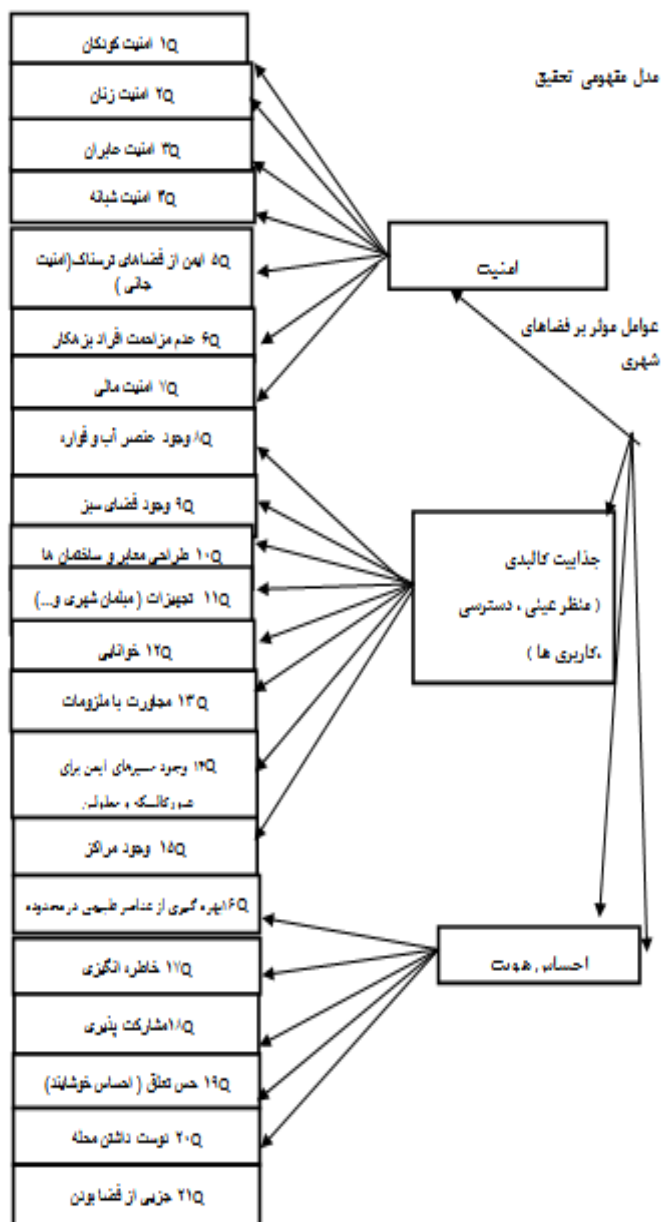 مدل مفهومی تحقیق
عوامل موثر بر فضاهای
شهری
امنیت
Q۱ امنیت کودکان
Q۲ امنیت زنان
Q۳ امنیت عابران
Q۴ امنیت شبانه
Q۵ ایمن از فضاهای ترسناک(امنیت
جانی )
Q۶ عدم مزاحمت افراد بزهکار
Q۷ امنیت مالی
جذابیت کالبدی
( منظر عینی ، دسترسی
،کاربری ها )
Q۸ وجود عنصر آب و فواره
Q۹ وجود فضای سبز
Q۱۰ طراحی معابر و ساختمان ها
Q۱۱ تجهیزات ( مبلمان شهری و...)
Q۱۲ خوانایی
Q۱۳ مجاورت با ملزومات
Q۱۴ وجود مسیرهای ایمن برای
عبورکالسکه و معلولین
Q۱۵ وجود مراکز
احساس هویت
Q۱۶بهره گیری از عناصر طبیعی در محدوده
Q۱۷ خاطره انگیزی
Q۱۸مشارکت پذیری
Q۱۹ حس تعلق ( احساس خوشایند)
Q۲۰ دوست داشتن محله
Q۲۱ جزیی از فضا بودن